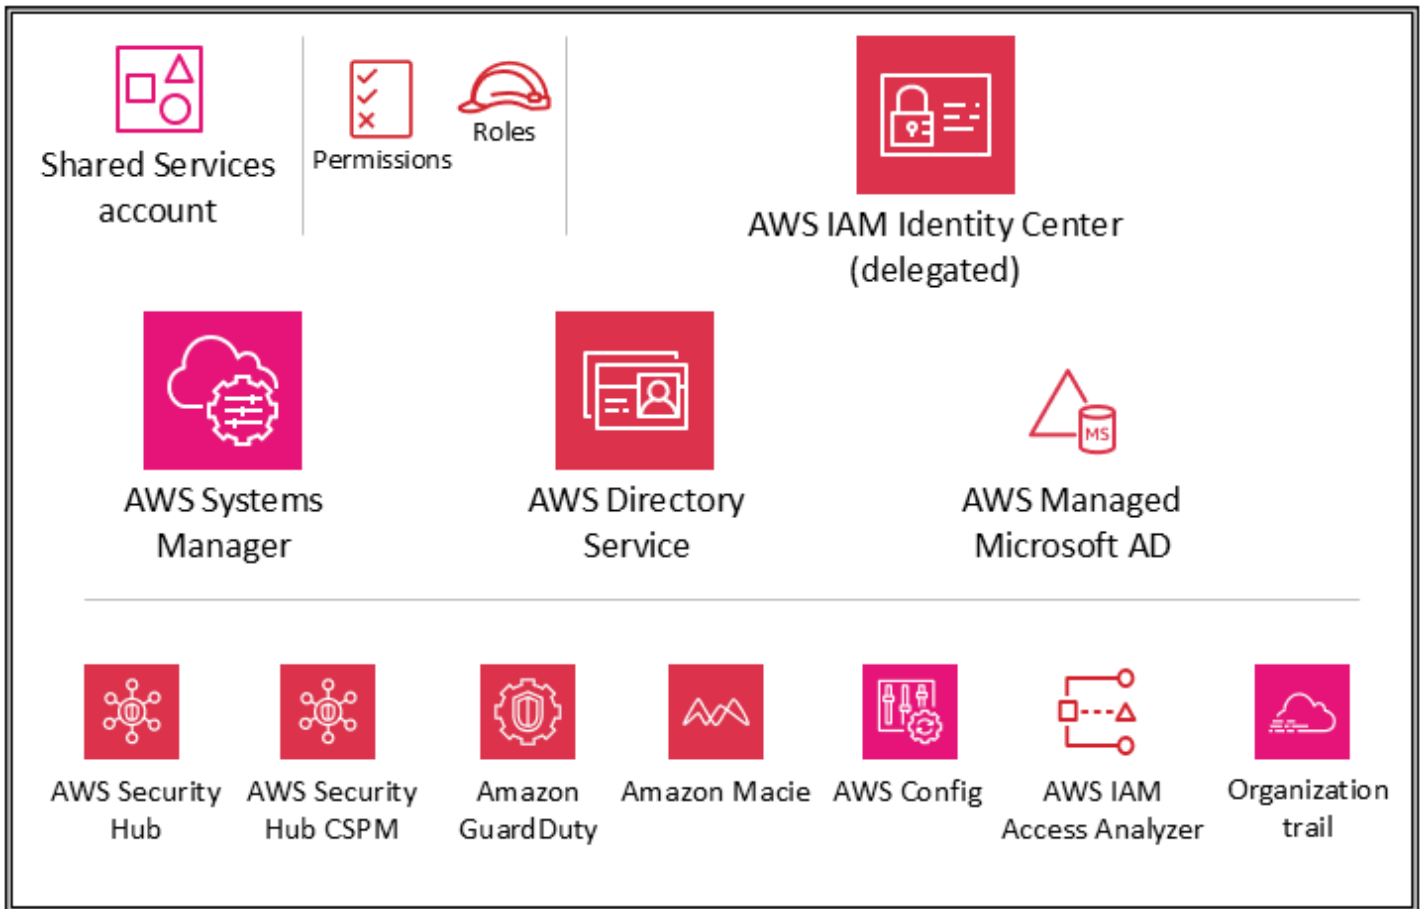 Shared Services
account
Permissions
Roles
AWS IAM Identity Center
(delegated)
AWS Systems
Manager
AWS Directory
Service
MS
AWS Managed
Microsoft AD
AWS Security
Hub
AWS Security
Hub CSPM
Amazon
GuardDuty
Amazon Macie
AWS Config
AWS IAM
Access Analyzer
Organization
trail